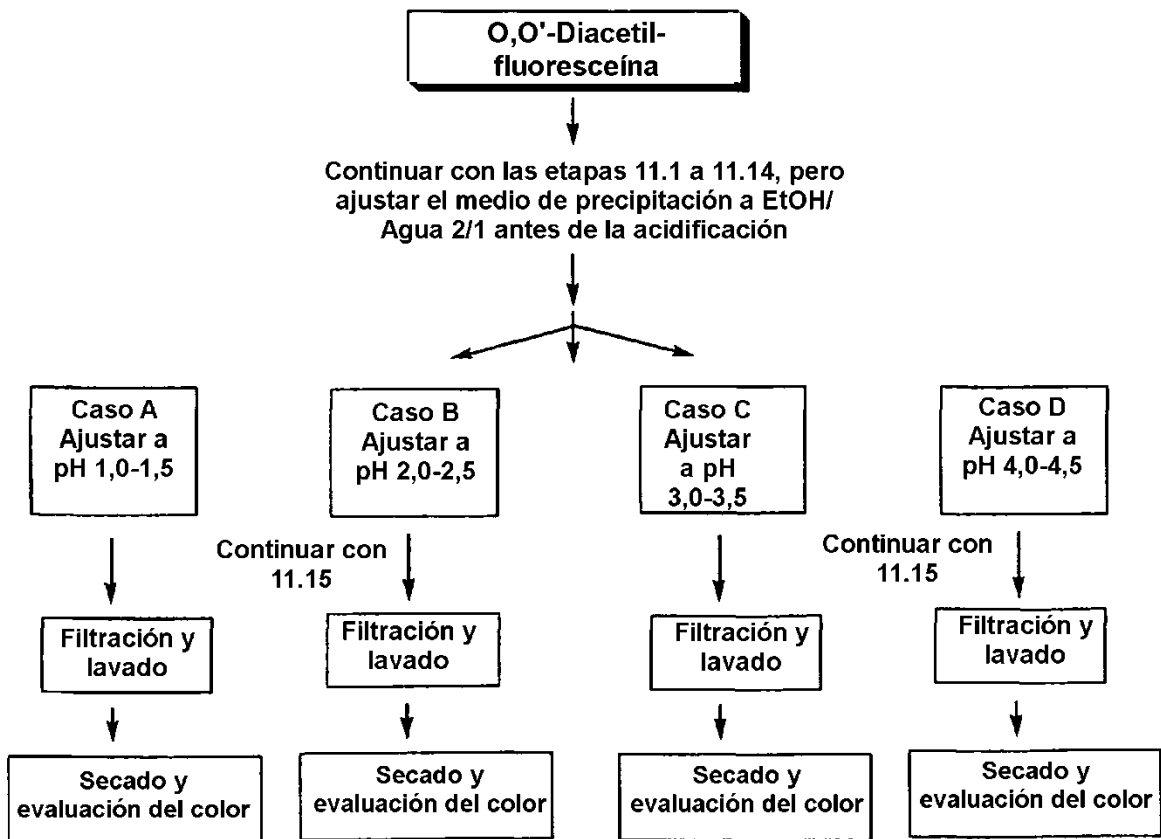 O,O'-Diacetil-
fluoresceína
Continuar con las etapas 11.1 a 11.14, pero
ajustar el medio de precipitación a EtOH/
Agua 2/1 antes de la acidificación
Caso A
Ajustar a
pH 1,0-1,5
Caso B
Ajustar a
pH 2,0-2,5
Caso C
Ajustar
a pH
3,0-3,5
Caso D
Ajustar a
pH 4,0-4,5
Continuar con
11.15
Continuar con
11.15
Filtración y
lavado
Filtración y
lavado
Filtración y
lavado
Filtración y
lavado
Secado y
evaluación del color
Secado y
evaluación del color
Secado y
evaluación del color
Secado y
evaluación del color